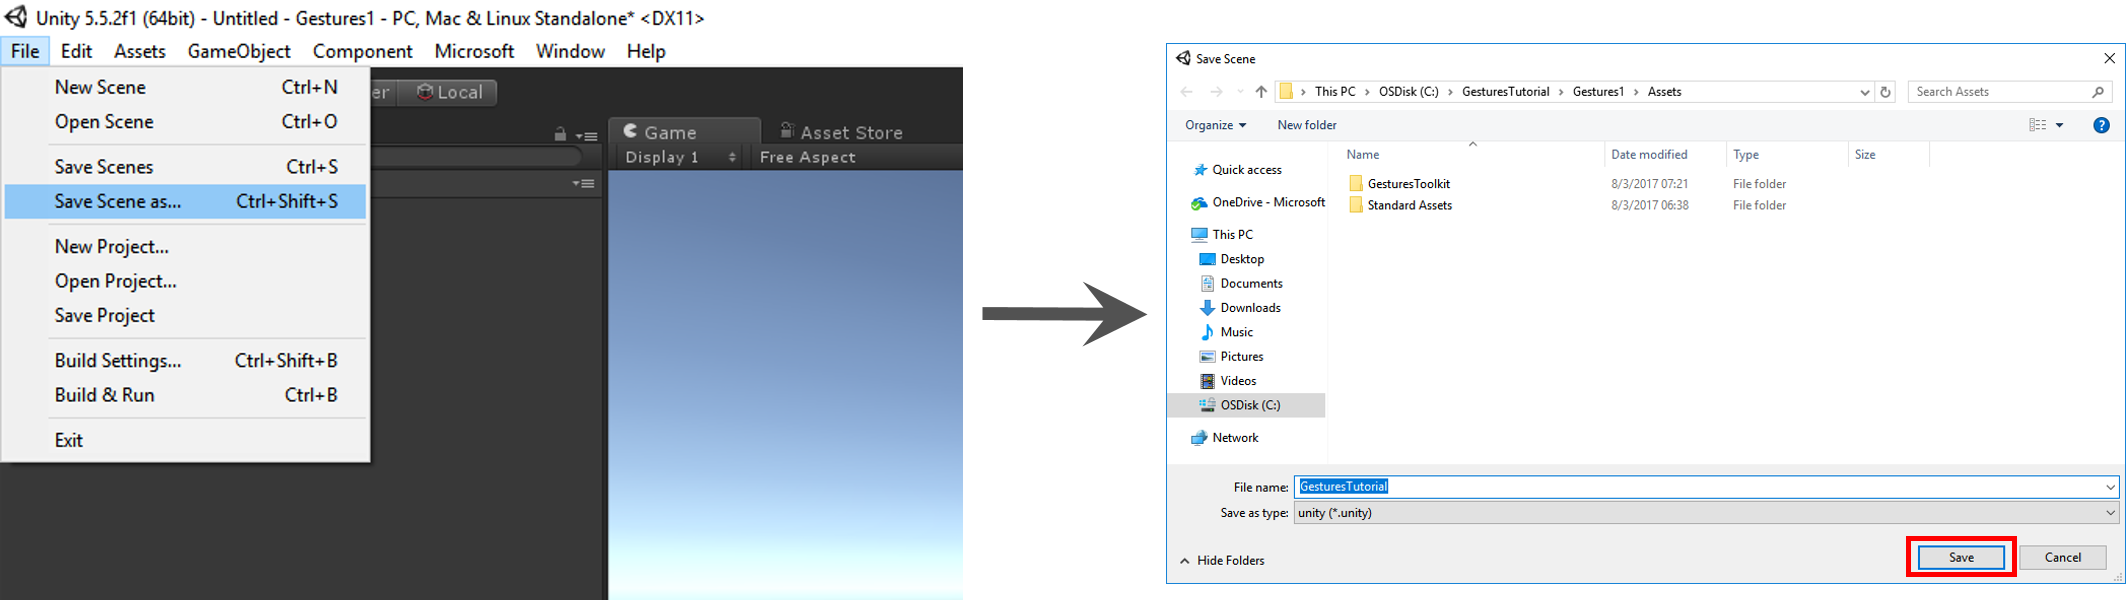 Unity 5.5.2f1 (64bit) - Untitled - Gestures1 - PC, Mac & Linux Standalone* <DX11>
File Edit Assets GameObject Component Microsoft Window Help
New Scene Ctrl+N
Open Scene Ctrl+O
Save Scenes Ctrl+S
Save Scene as... Ctrl+Shift+S
New Project...
Open Project...
Save Project
Build Settings... Ctrl+Shift+B
Build & Run Ctrl+B
Exit
er Local
Game Asset Store
Display 1 Free Aspect
Save Scene
This PC > OSDisk (C:) > GesturesTutorial > Gestures1 > Assets
Search Assets
Organize New folder
Name Date modified Type Size
GesturesToolkit 8/3/2017 07:21 File folder
Standard Assets 8/3/2017 06:38 File folder
Quick access
OneDrive - Microsoft
This PC
Desktop
Documents
Downloads
Music
Pictures
Videos
OSDisk (C:)
Network
File name: GesturesTutorial
Save as type: unity (*.unity)
Hide Folders
Save Cancel